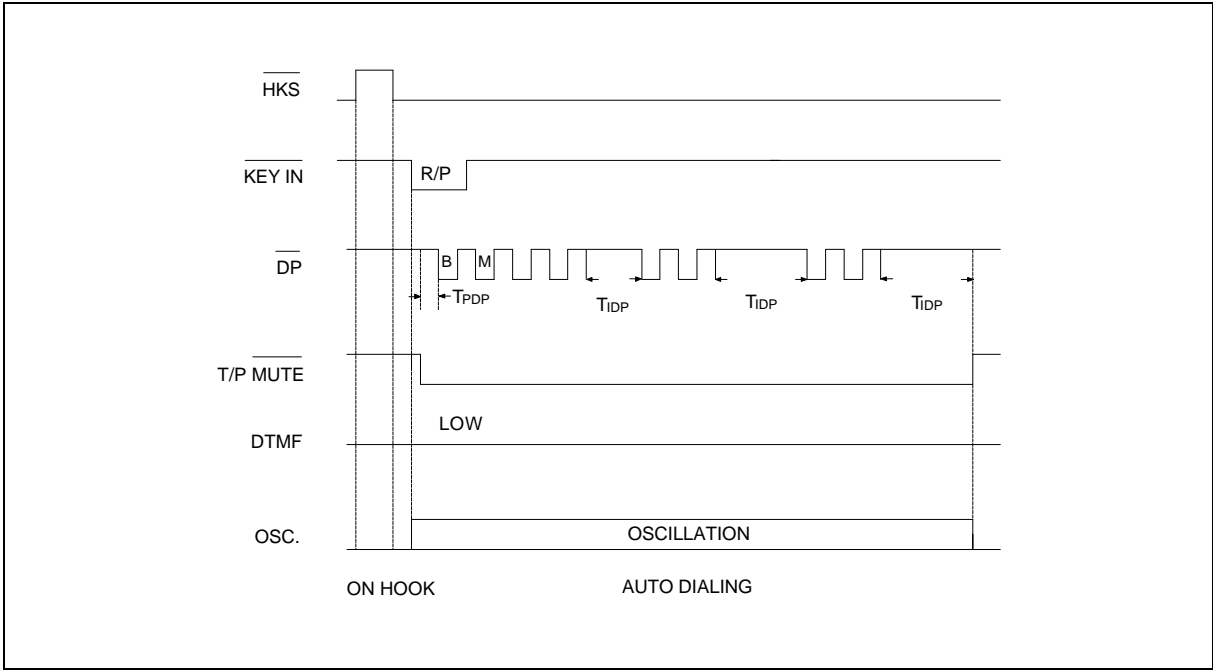 HKS
KEY IN
R/P
DP
B
M
TPDP
TIDP
TIDP
TIDP
T/P MUTE
LOW
DTMF
OSC.
OSCILLATION
ON HOOK
AUTO DIALING